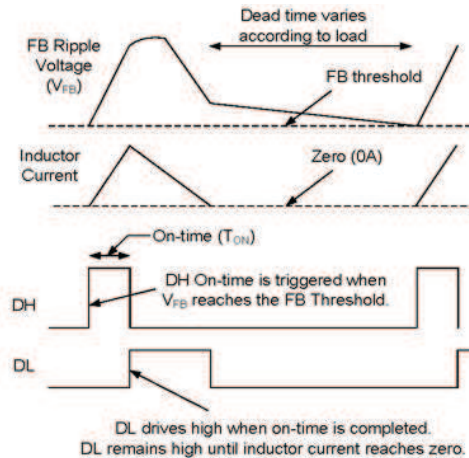 Dead time varies
according to load
FB Ripple
Voltage
(VFB)
FB threshold
Inductor
Current
Zero (0A)
On-time (TON)
DH On-time is triggered when
VFB reaches the FB Threshold.
DH
DL
DL drives high when on-time is completed.
DL remains high until inductor current reaches zero.